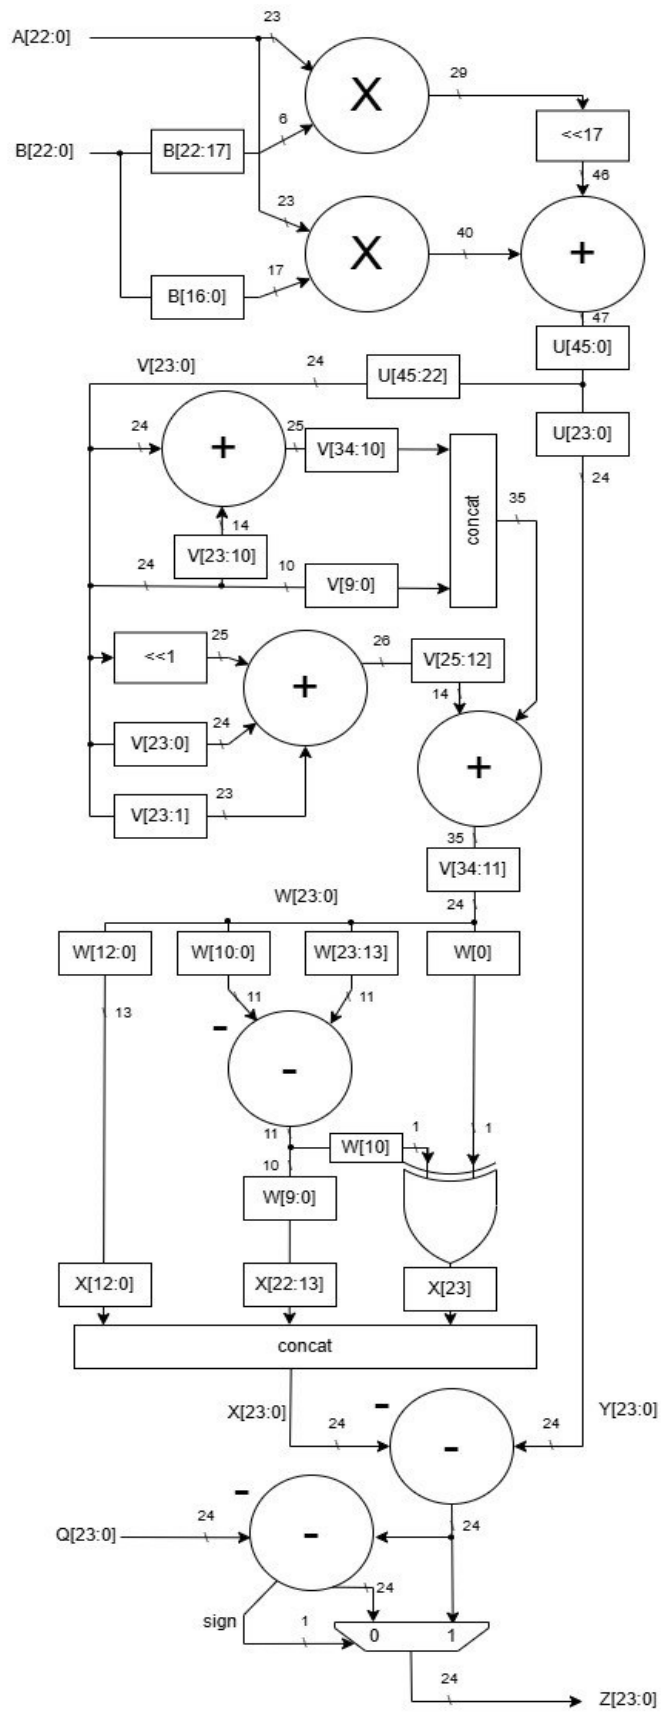 23
A[22:0]
X
29
<<17
6
B[22:0]
B[22:17]
46
23
X
40
+
17
B[16:0]
47
U[45:0]
V[23:0]
24
U[45:22]
U[23:0]
24
24
+
25
V[34:10]
concat
35
14
V[23:10]
24
10
V[9:0]
<<1
25
+
26
V[25:12]
14
V[23:0]
24
+
V[23:1]
23
35
V[34:11]
24
W[23:0]
W[12:0]
W[10:0]
W[23:13]
W[0]
13
11
11
-
-
11
W[10]
1
1
10
W[9:0]
X[12:0]
X[22:13]
X[23]
concat
X[23:0]
-
24
-
24
Y[23:0]
-
24
Q[23:0]
-
24
24
sign
1
0
1
24
Z[23:0]